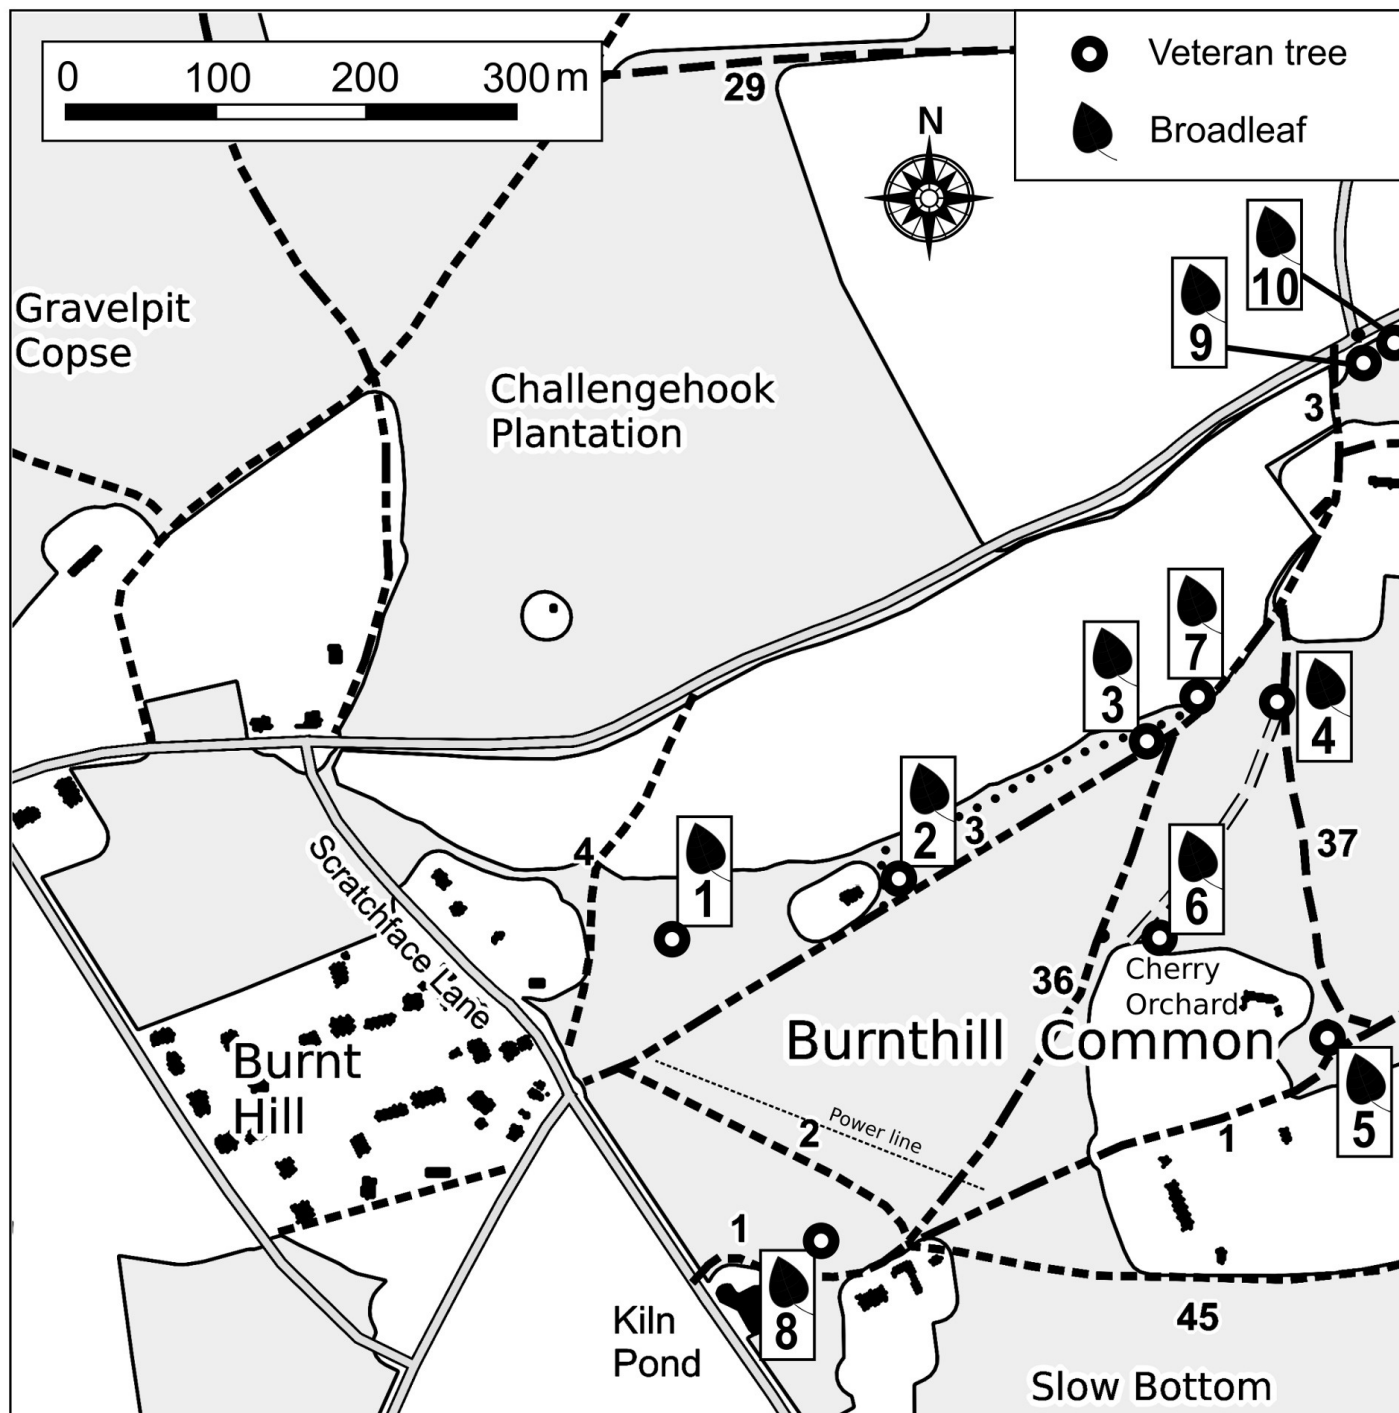 0 100 200 300 m
29
N
Veteran tree
Broadleaf
10
9
Gravelpit
Copse
Challengehook
Plantation
3
7
3
4
2
3
4
1
37
6
Scratchface Lane
Cherry
Orchard
36
Burnthill Common
Burnt
Hill
5
Power line
2
1
1
8
Kiln
Pond
45
Slow Bottom